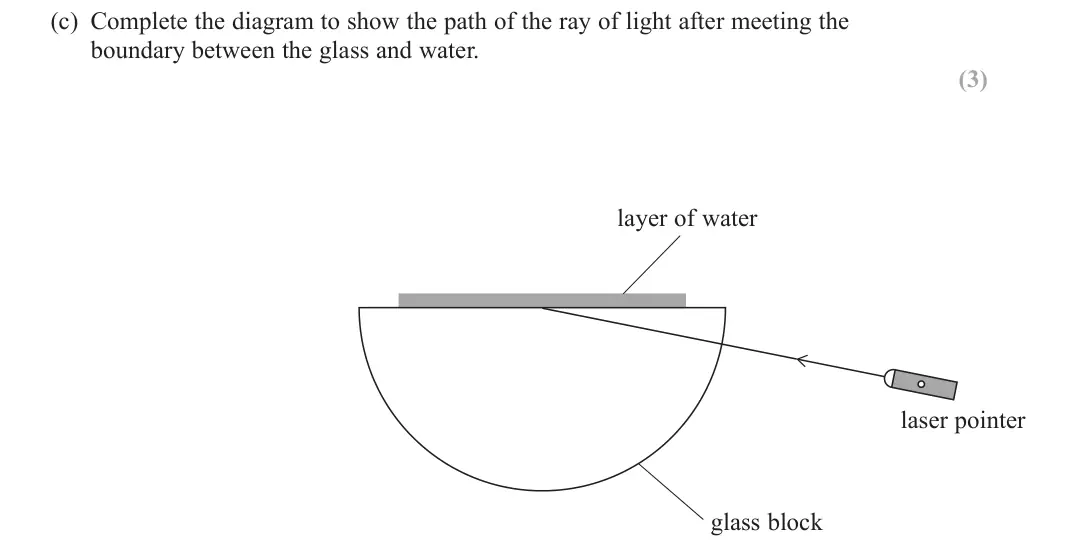 (c) Complete the diagram to show the path of the ray of light after meeting the
boundary between the glass and water.
(3)
layer of water
laser pointer
glass block